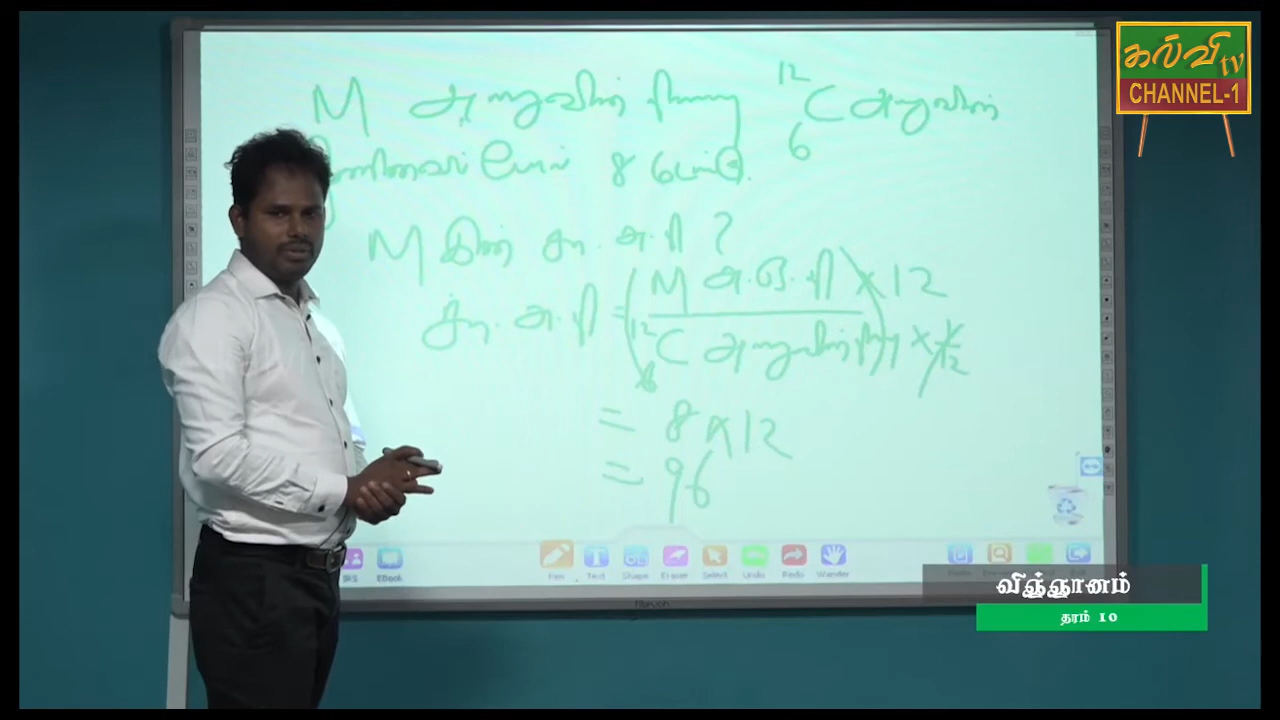 கல்வி tv
CHANNEL-1
M அணுவின் திணிவு ¹²₆C அணுவின்
திணிவைப் போல் 8 மடங்கு.
M இன் சா. அ. தி ?
சா. அ. தி = (M அ. ஒ. தி / ¹²₆C அணுவின் திணிவு × 1/12) × 12
= 8 × 12
= 96
IRS EBook Pen Text Shape Eraser Select Undo Redo Wander
விஞ்ஞானம்
தரம் 10